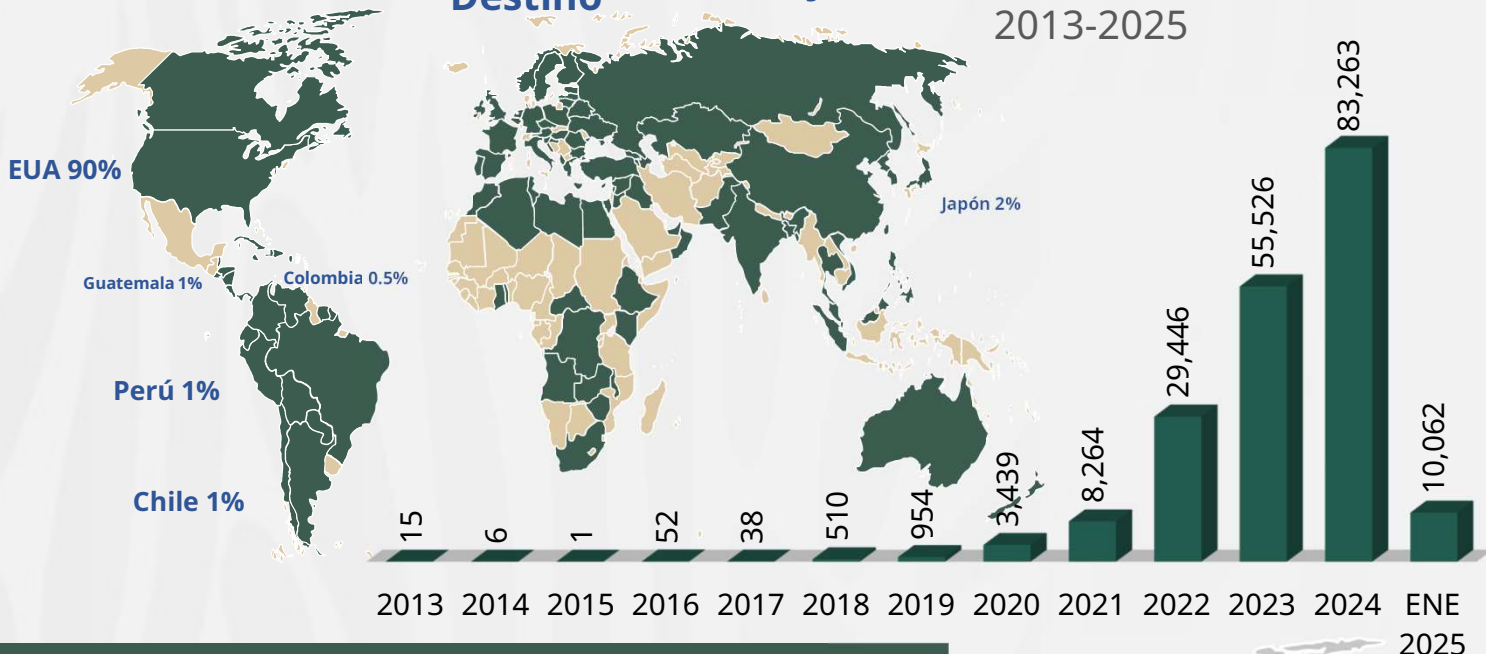 Destino
2013-2025
EUA 90%
Japón 2%
Guatemala 1%
Colombia 0.5%
Perú 1%
Chile 1%
15
6
1
52
38
510
954
3,439
8,264
29,446
55,526
83,263
10,062
2013 2014 2015 2016 2017 2018 2019 2020 2021 2022 2023 2024 ENE
2025